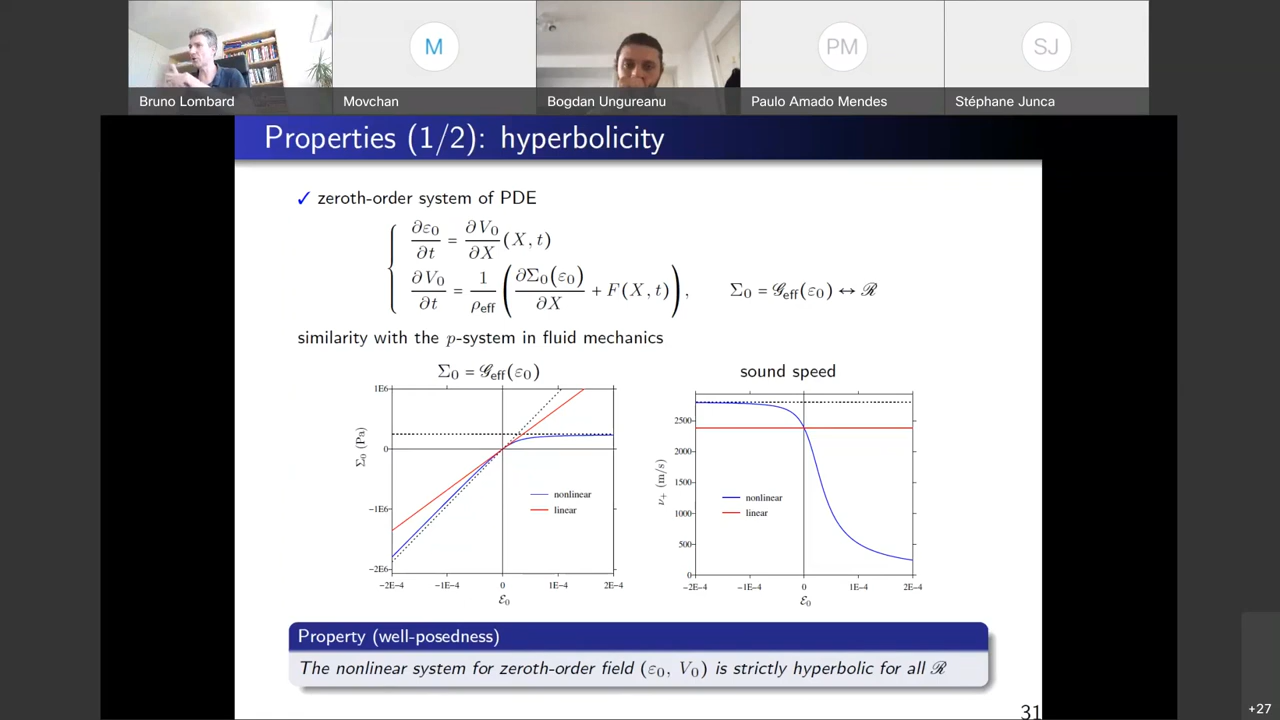 M
PM
SJ
Bruno Lombard
Movchan
Bogdan Ungureanu
Paulo Amado Mendes
Stéphane Junca
Properties (1/2): hyperbolicity
✓ zeroth-order system of PDE
∂ε₀/∂t = ∂V₀/∂X (X, t)
∂V₀/∂t = 1/ρeff (∂Σ₀(ε₀)/∂X + F(X, t)), Σ₀ = 𝒢eff(ε₀) ↔ ℛ
similarity with the p-system in fluid mechanics
Σ₀ = 𝒢eff(ε₀)
1E6
0
−1E6
−2E6
Σ₀ (Pa)
nonlinear
linear
−2E−4 −1E−4 0 1E−4 2E−4
ℰ₀
sound speed
2500
2000
1500
1000
500
0
ν₊ (m/s)
nonlinear
linear
−2E−4 −1E−4 0 1E−4 2E−4
ℰ₀
Property (well-posedness)
The nonlinear system for zeroth-order field (ε₀, V₀) is strictly hyperbolic for all ℛ
31
+27